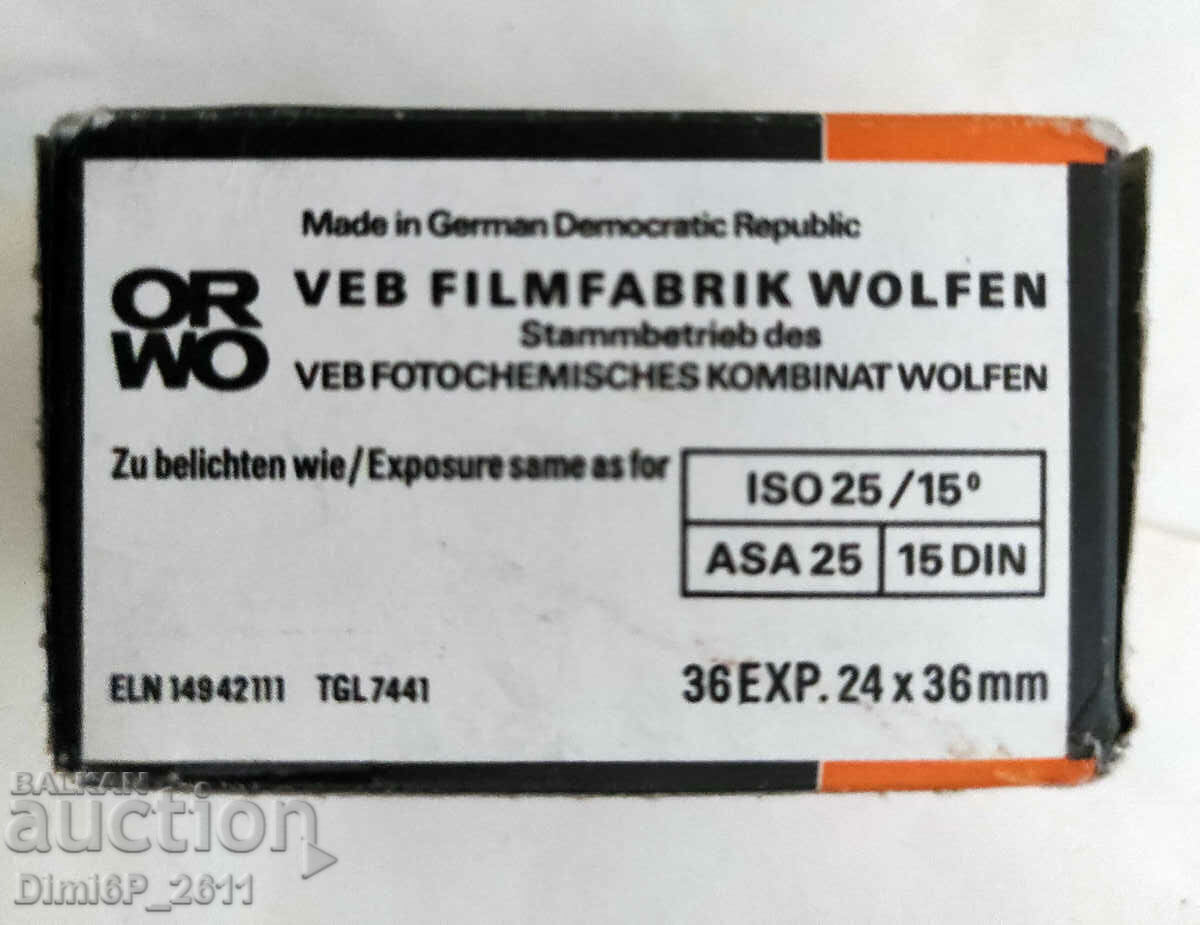 Made in German Democratic Republic
OR
WO
VEB FILMFABRIK WOLFEN
Stammbetrieb des
VEB FOTOCHEMISCHES KOMBINAT WOLFEN
Zu belichten wie/Exposure same as for
ISO 25/15°
ASA 25 15 DIN
ELN 14942111 TGL 7441
36 EXP. 24 x 36 mm
BALKAN
auction
Dimi6P_2611